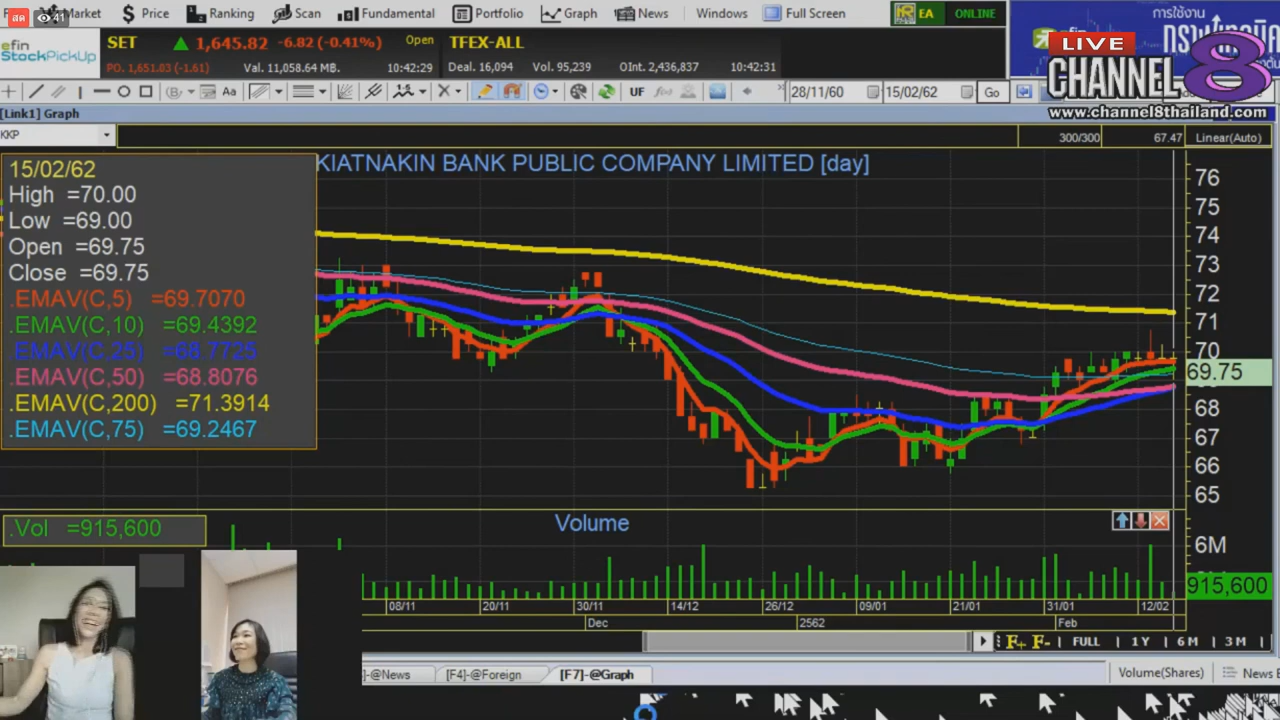 สด 41
Market $ Price Ranking Scan Fundamental Portfolio Graph News Windows Full Screen EA ONLINE
การใช้งาน
efin
StockPickUp
SET 1,645.82 -6.82 (-0.41%) Open TFEX-ALL
PO. 1,651.03 (-1.61) Val. 11,058.64 MB. 10:42:29 Deal. 16,094 Vol. 95,239 OInt. 2,436,837 10:42:31
LIVE
CHANNEL 8
www.channel8thailand.com
Aa UF f(x) 28/11/60 15/02/62 Go
[Link1] Graph
KKP
300/300 67.47 Linear(Auto)
KIATNAKIN BANK PUBLIC COMPANY LIMITED [day]
15/02/62
High =70.00
Low =69.00
Open =69.75
Close =69.75
.EMAV(C,5) =69.7070
.EMAV(C,10) =69.4392
.EMAV(C,25) =68.7725
.EMAV(C,50) =68.8076
.EMAV(C,200) =71.3914
.EMAV(C,75) =69.2467
76
75
74
73
72
71
70
69.75
68
67
66
65
.Vol =915,600
Volume
6M
915,600
08/11 20/11 30/11 14/12 26/12 09/01 21/01 31/01 12/02
Dec 2562 Feb
F+ F- FULL 1Y 6M 3M
-@News [F4]-@Foreign [F7]-@Graph Volume(Shares) News